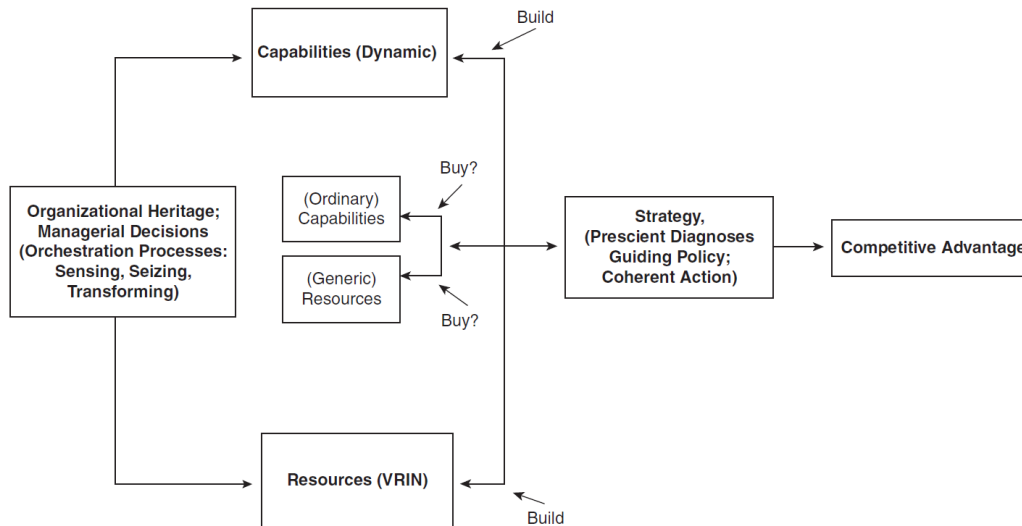 Build
Capabilities (Dynamic)
Buy?
(Ordinary)
Capabilities
Organizational Heritage;
Managerial Decisions
(Orchestration Processes:
Sensing, Seizing,
Transforming)
(Generic)
Resources
Buy?
Strategy,
(Prescient Diagnoses
Guiding Policy;
Coherent Action)
Competitive Advantage
Resources (VRIN)
Build